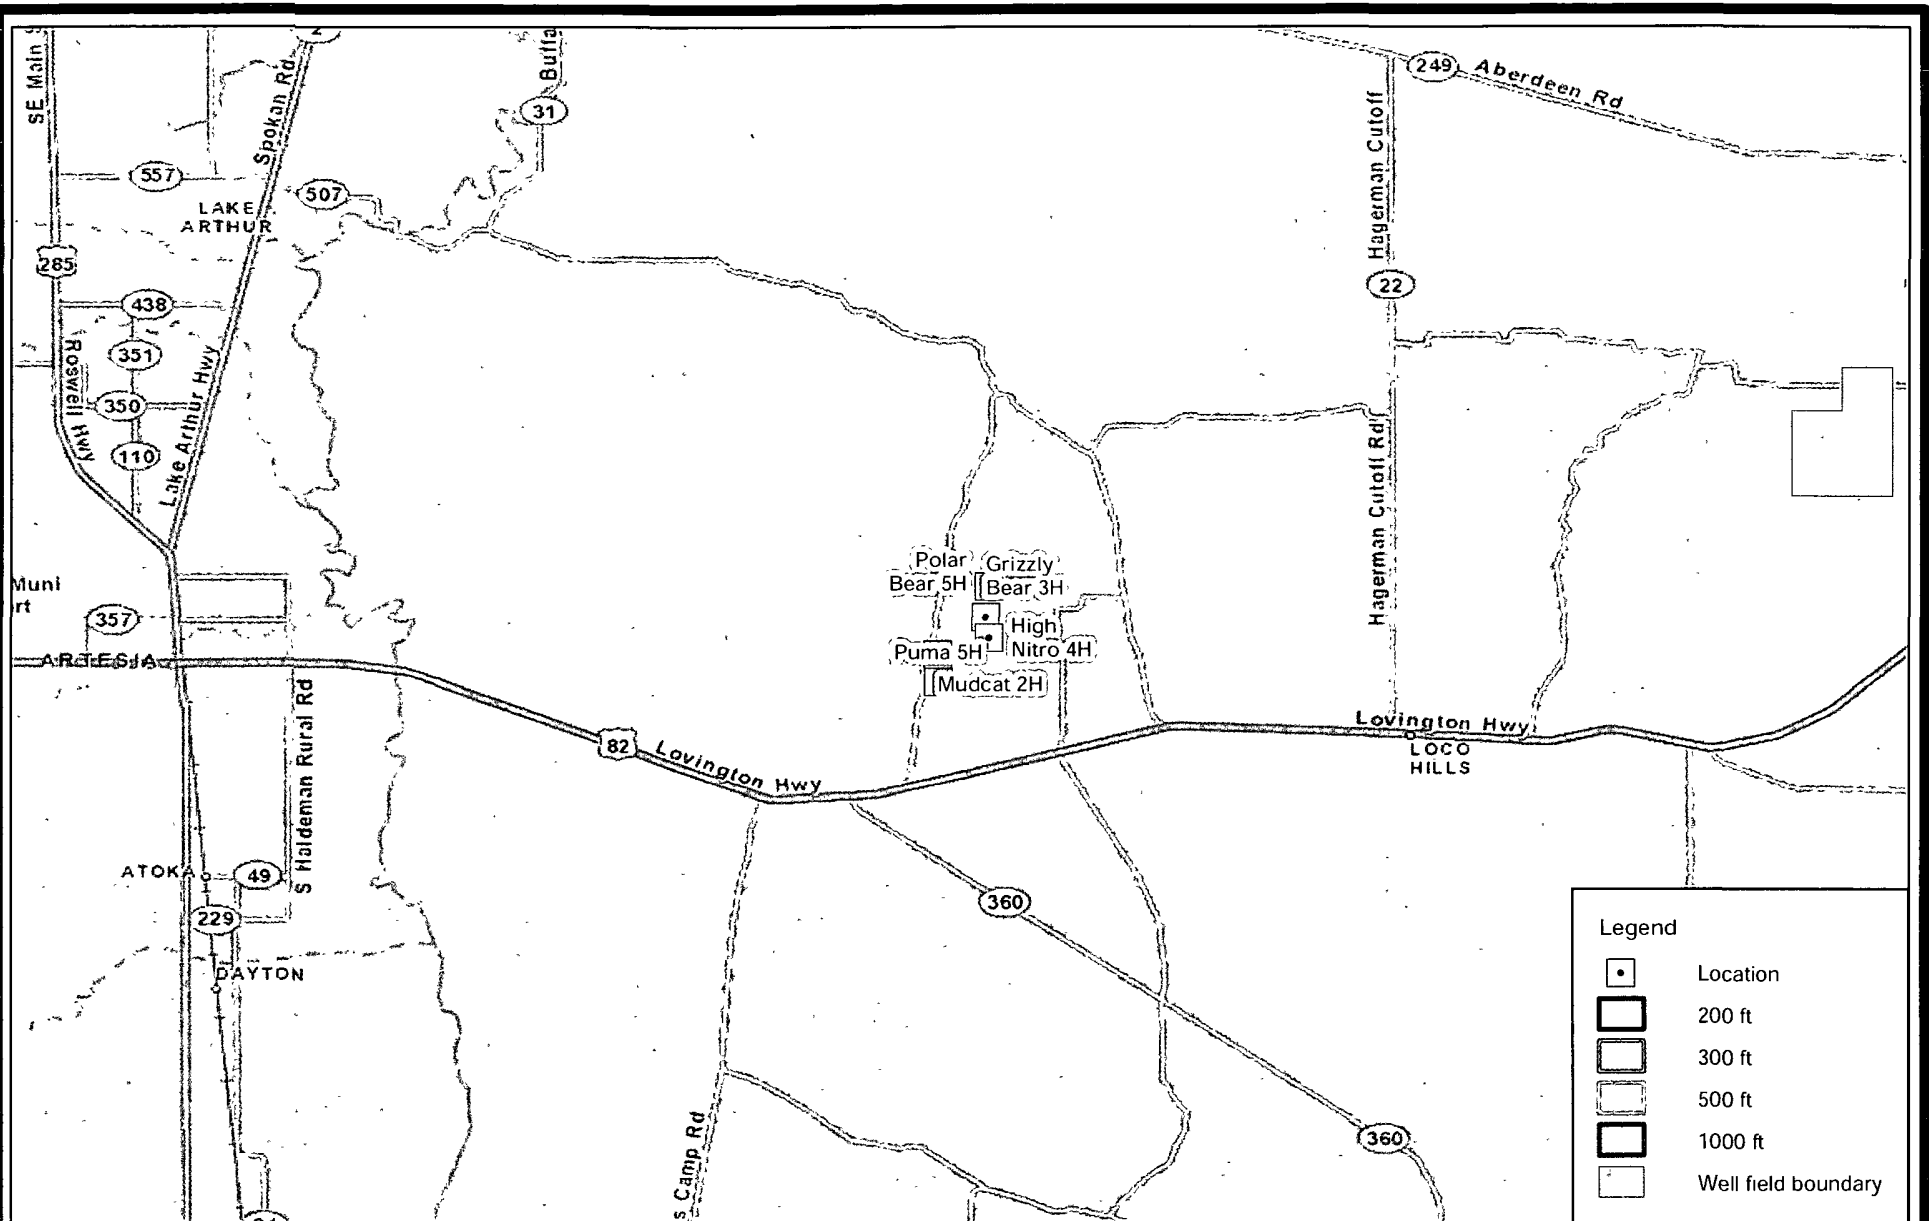 SE Main
Spokan Rd
Buffa
31
249
Aberdeen Rd
Hagerman Cutoff
557
507
LAKE
ARTHUR
285
22
438
351
Roswell Hwy
Lake Arthur Hwy
350
110
Hagerman Cutoff Rd
Muni
rt
357
Polar
Bear 5H
Grizzly
Bear 3H
High
Nitro 4H
Puma 5H
Mudcat 2H
ARTESIA
S Haldeman Rural Rd
82
Lovington Hwy
Lovington Hwy
LOCO
HILLS
ATOKA
49
229
DAYTON
360
360
s Camp Rd
Legend
Location
200 ft
300 ft
500 ft
1000 ft
Well field boundary